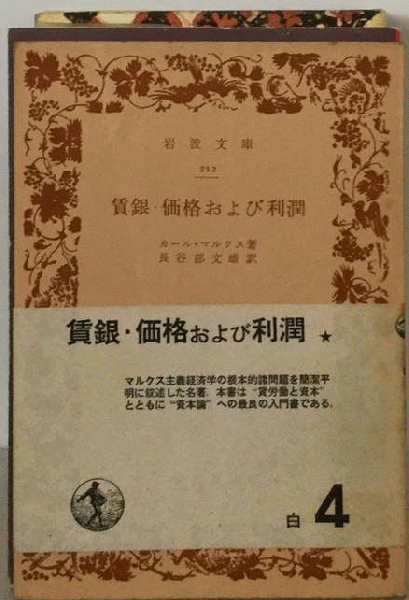 岩波文庫
212
賃銀・価格および利潤
カール・マルクス著
長谷部文雄訳
賃銀・価格および利潤 ★
マルクス主義経済学の根本的諸問題を簡潔平
明に叙述した名著．本書は“賃労働と資本”
とともに“資本論”への最良の入門書である．
白 4